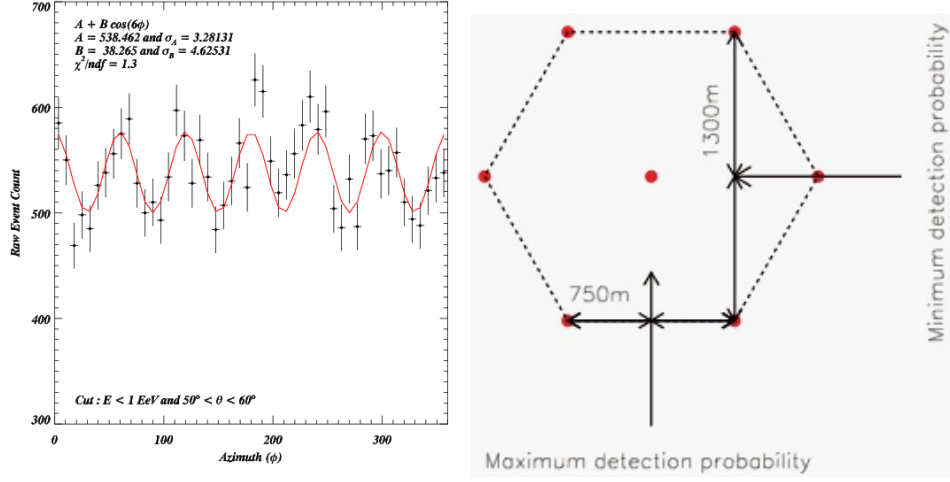 A + B cos(6ϕ)
A = 538.462 and σ_A = 3.28131
B = 38.265 and σ_B = 4.62531
χ²/ndf = 1.3
700
600
500
400
300
Raw Event Count
Cut : E < 1 EeV and 50° < θ < 60°
0 100 200 300
Azimuth (ϕ)
1300m
750m
Minimum detection probability
Maximum detection probability